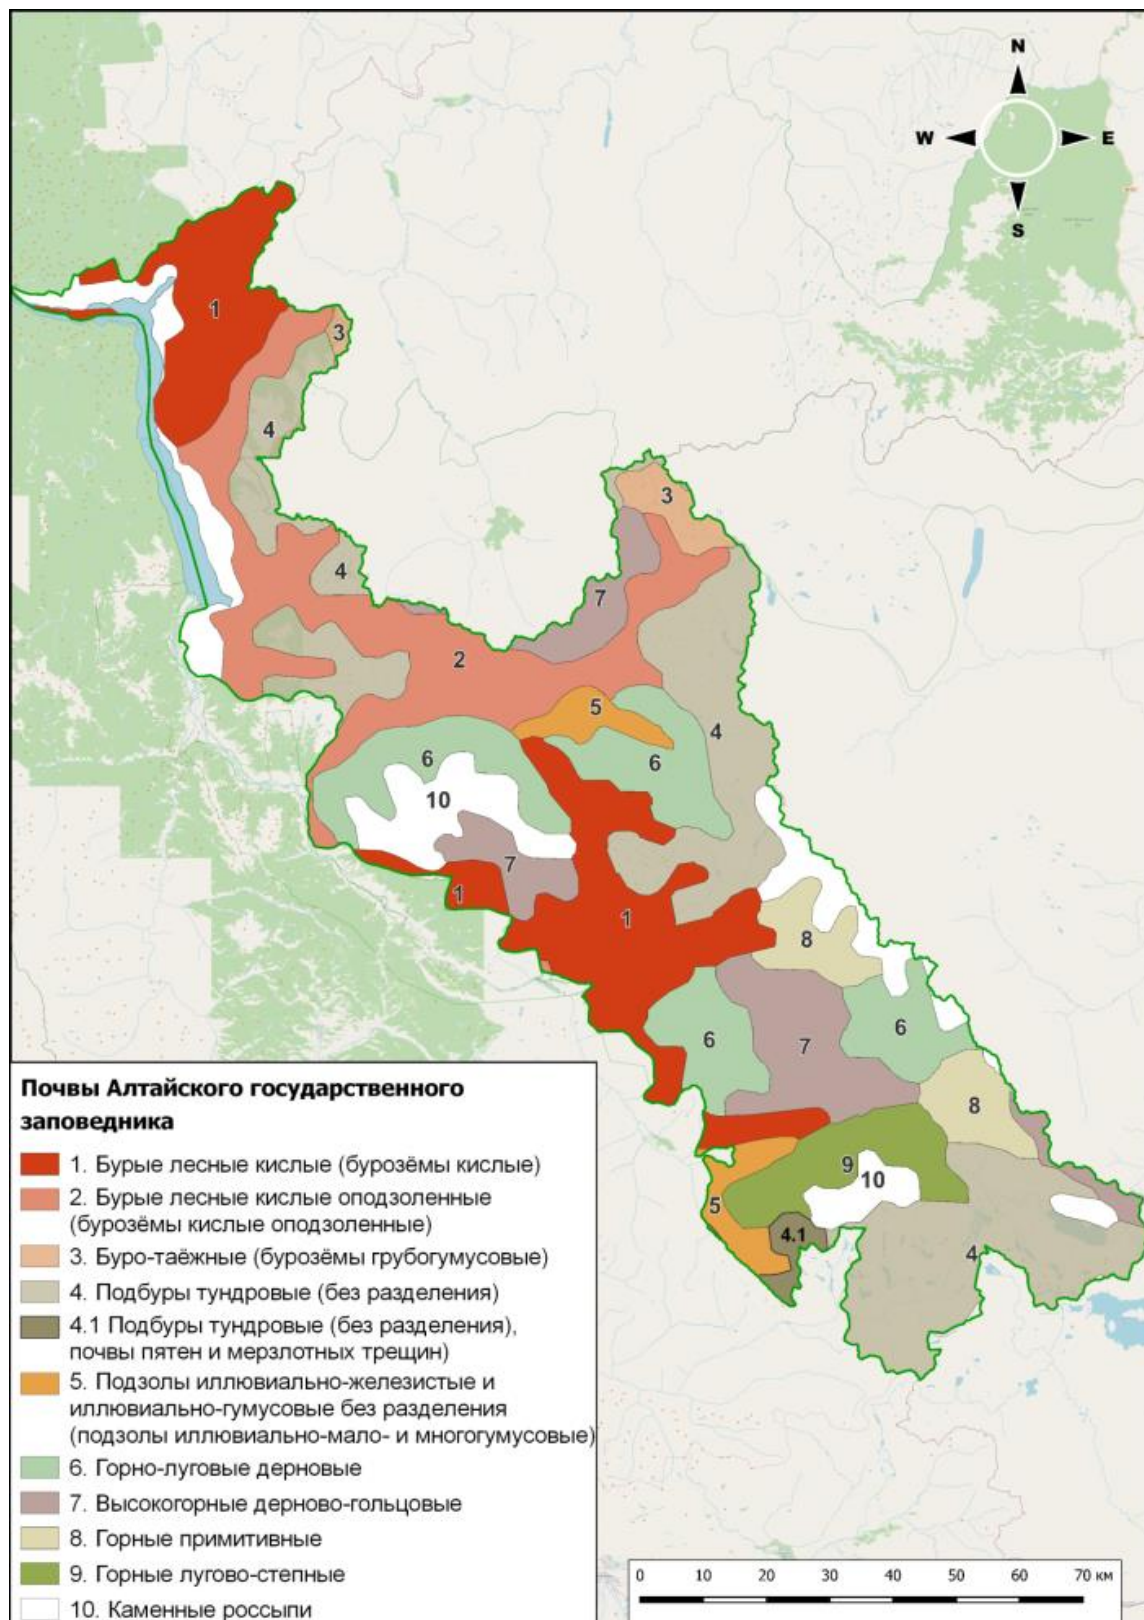 N
W
E
S
1
3
4
3
4
7
2
5
4
6
6
10
7
1
1
8
6
6
7
8
9
10
5
4.1
4
Почвы Алтайского государственного
заповедника
1. Бурые лесные кислые (бурозёмы кислые)
2. Бурые лесные кислые оподзоленные
(бурозёмы кислые оподзоленные)
3. Буро-таёжные (бурозёмы грубогумусовые)
4. Подбуры тундровые (без разделения)
4.1 Подбуры тундровые (без разделения),
почвы пятен и мерзлотных трещин)
5. Подзолы иллювиально-железистые и
иллювиально-гумусовые без разделения
(подзолы иллювиально-мало- и многогумусовые)
6. Горно-луговые дерновые
7. Высокогорные дерново-гольцовые
8. Горные примитивные
9. Горные лугово-степные
10. Каменные россыпи
0 10 20 30 40 50 60 70 км